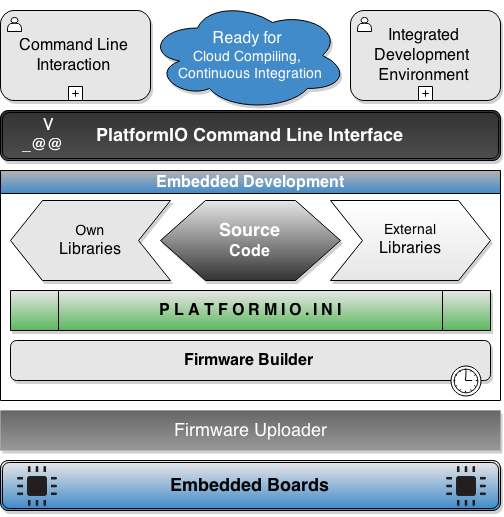 Command Line
Interaction
Ready for
Cloud Compiling,
Continuous Integration
Integrated
Development
Environment
V
_@@
PlatformIO Command Line Interface
Embedded Development
Own
Libraries
Source
Code
External
Libraries
PLATFORMIO.INI
Firmware Builder
Firmware Uploader
Embedded Boards